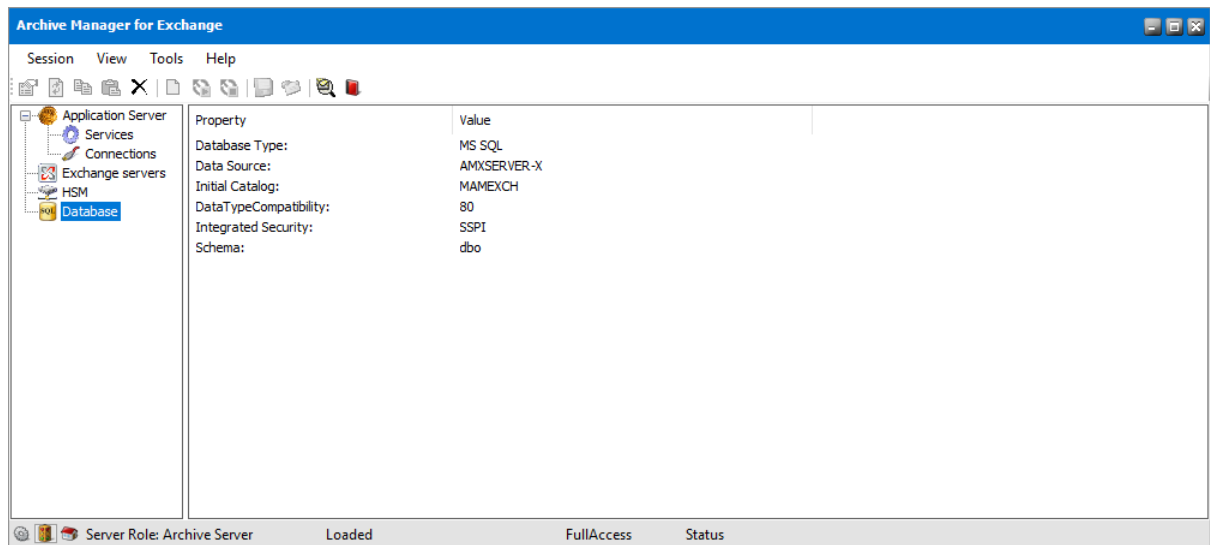 Archive Manager for Exchange
Session View Tools Help
Application Server
Services
Connections
Exchange servers
HSM
SQL Database
Property Value
Database Type: MS SQL
Data Source: AMXSERVER-X
Initial Catalog: MAMEXCH
DataTypeCompatibility: 80
Integrated Security: SSPI
Schema: dbo
Server Role: Archive Server Loaded FullAccess Status